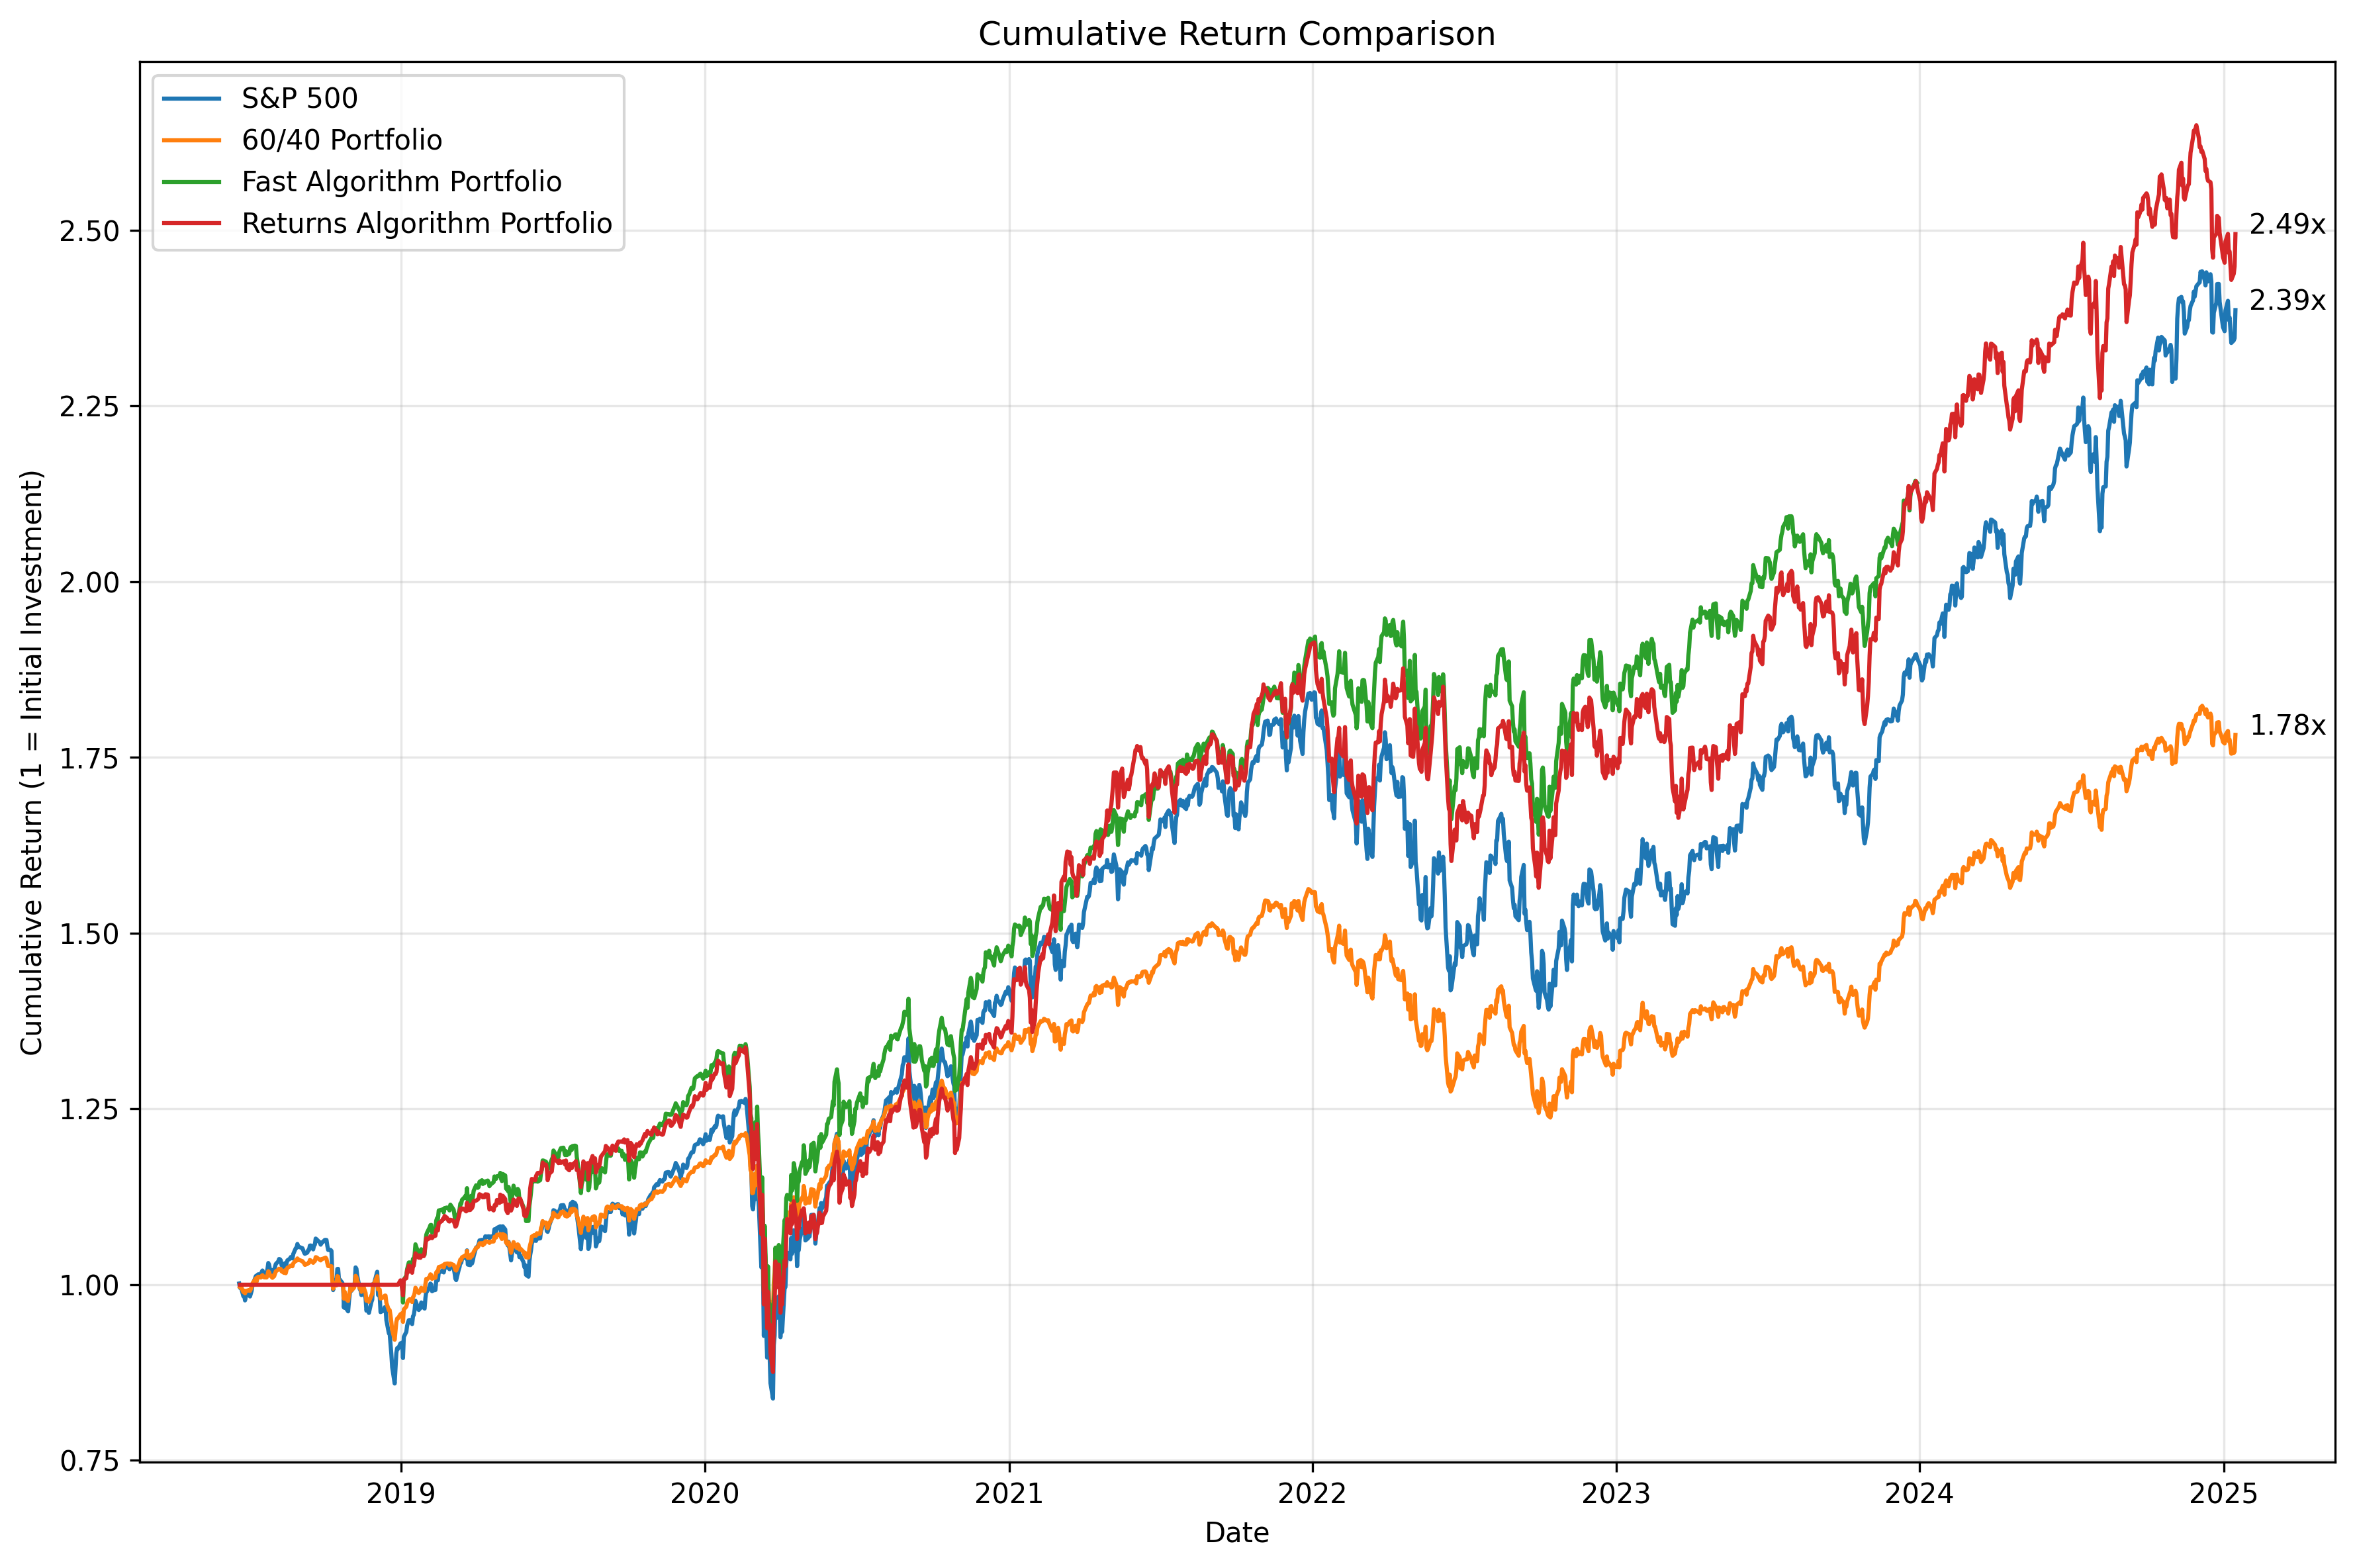 Cumulative Return Comparison
S&P 500
60/40 Portfolio
Fast Algorithm Portfolio
Returns Algorithm Portfolio
Cumulative Return (1 = Initial Investment)
2.50
2.25
2.00
1.75
1.50
1.25
1.00
0.75
2.49x
2.39x
1.78x
2019 2020 2021 2022 2023 2024 2025
Date